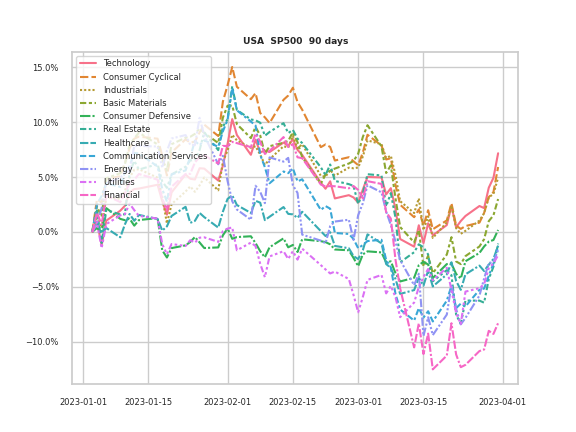 USA  SP500  90 days
Technology
Consumer Cyclical
Industrials
Basic Materials
Consumer Defensive
Real Estate
Healthcare
Communication Services
Energy
Utilities
Financial
15.0%
10.0%
5.0%
0.0%
−5.0%
−10.0%
2023-01-01 2023-01-15 2023-02-01 2023-02-15 2023-03-01 2023-03-15 2023-04-01